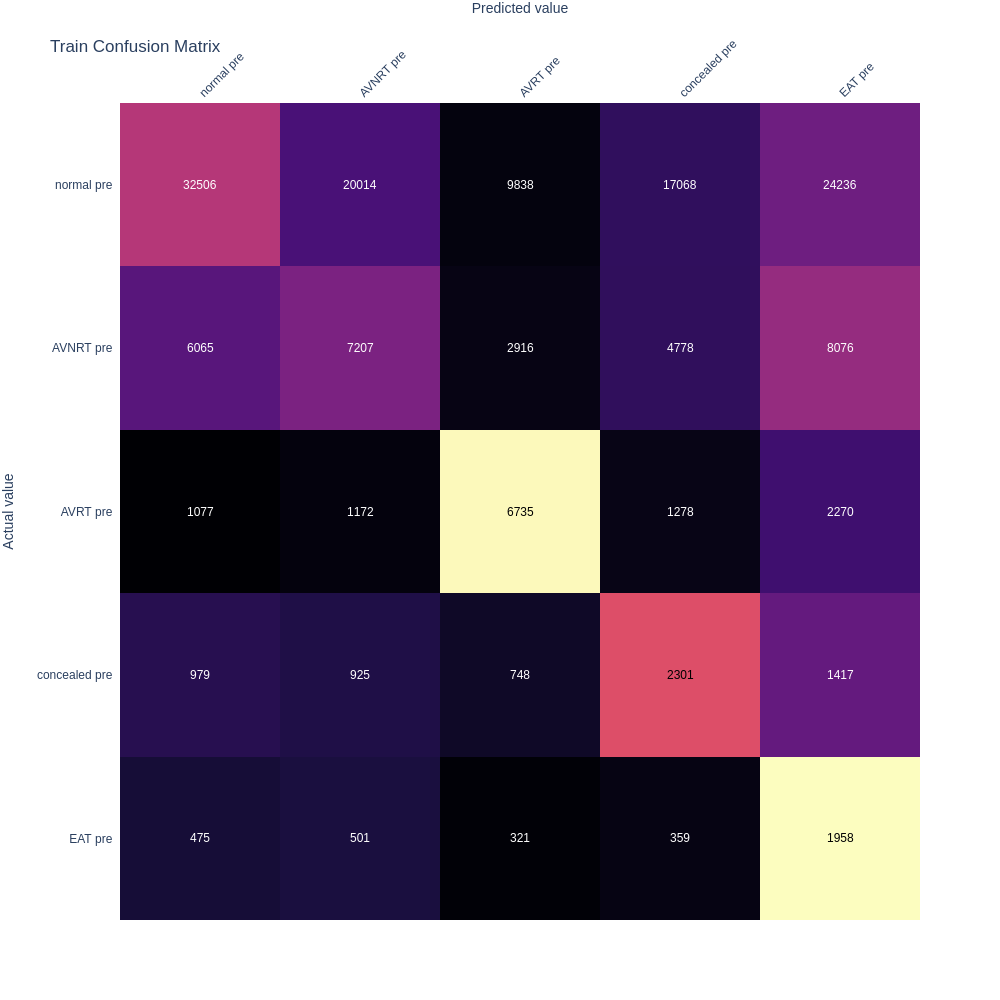 Predicted value
Train Confusion Matrix
normal pre AVNRT pre AVRT pre concealed pre EAT pre
normal pre 32506 20014 9838 17068 24236
AVNRT pre 6065 7207 2916 4778 8076
AVRT pre 1077 1172 6735 1278 2270
concealed pre 979 925 748 2301 1417
EAT pre 475 501 321 359 1958
Actual value